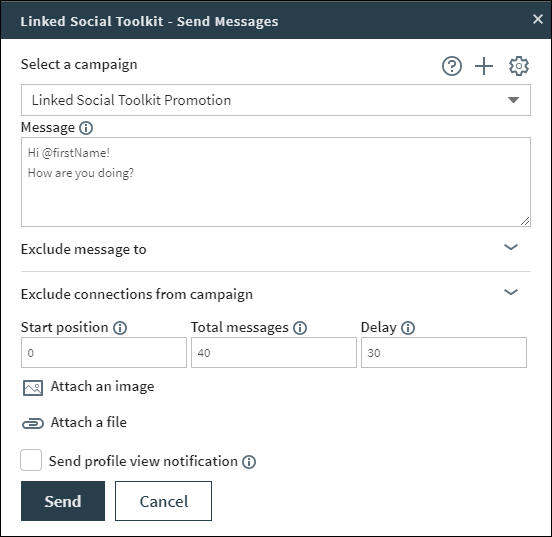 Linked Social Toolkit - Send Messages
Select a campaign
Linked Social Toolkit Promotion
Message
Hi @firstName!
How are you doing?
Exclude message to
Exclude connections from campaign
Start position Total messages Delay
0 40 30
Attach an image
Attach a file
Send profile view notification
Send Cancel